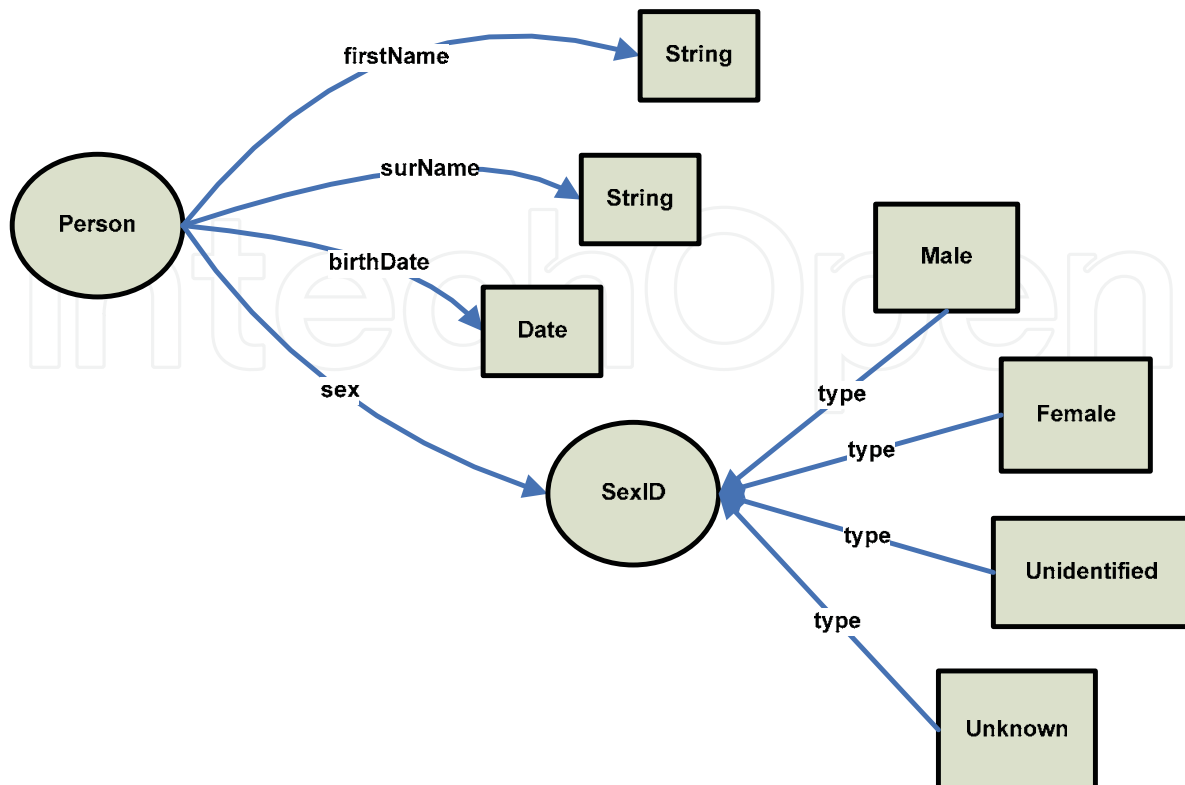 firstName
String
surName
String
Person
birthDate
Date
sex
SexID
Male
type
Female
type
type
Unidentified
type
Unknown
IntechOpen